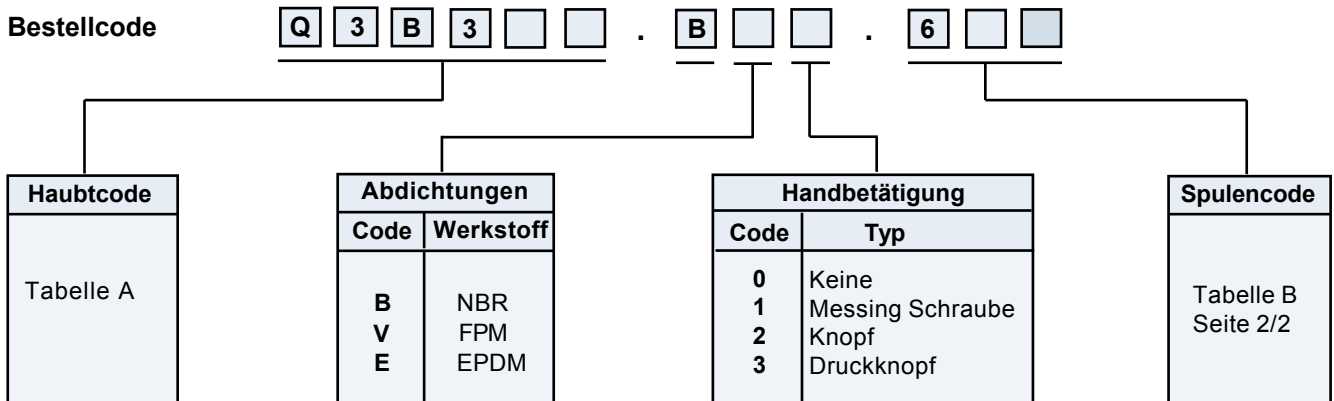 Bestellcode Q 3 B 3 . B . 6
Haubtcode
Tabelle A
Abdichtungen
Code Werkstoff
B NBR
V FPM
E EPDM
Handbetätigung
Code Typ
0 Keine
1 Messing Schraube
2 Knopf
3 Druckknopf
Spulencode
Tabelle B
Seite 2/2